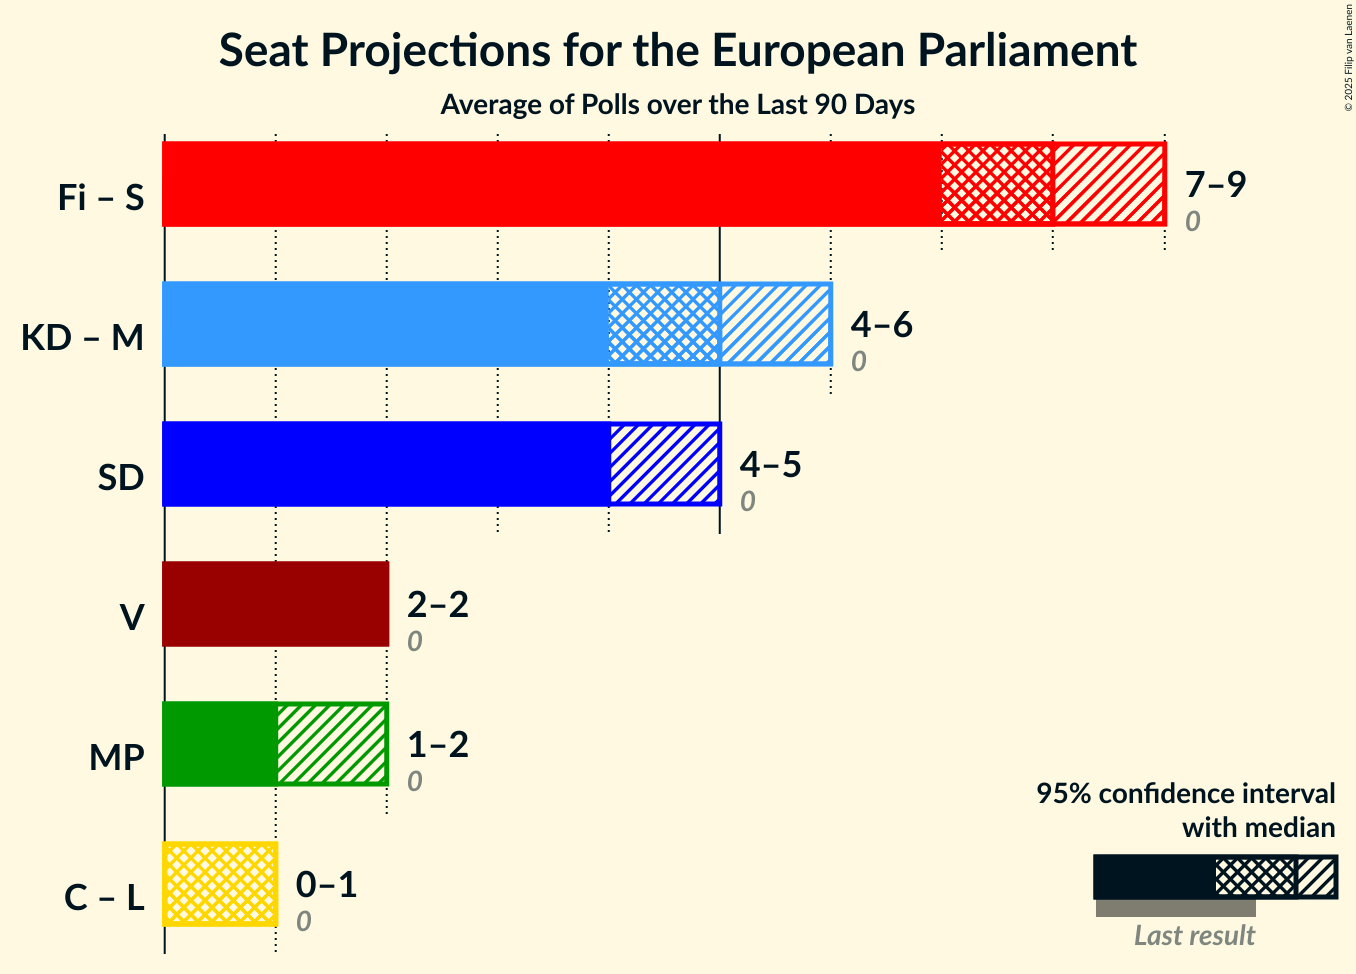 Seat Projections for the European Parliament
Average of Polls over the Last 90 Days
© 2025 Filip van Laenen
Fi – S
7–9
0
KD – M
4–6
0
SD
4–5
0
V
2–2
0
MP
1–2
0
C – L
0–1
0
95% confidence interval
with median
Last result